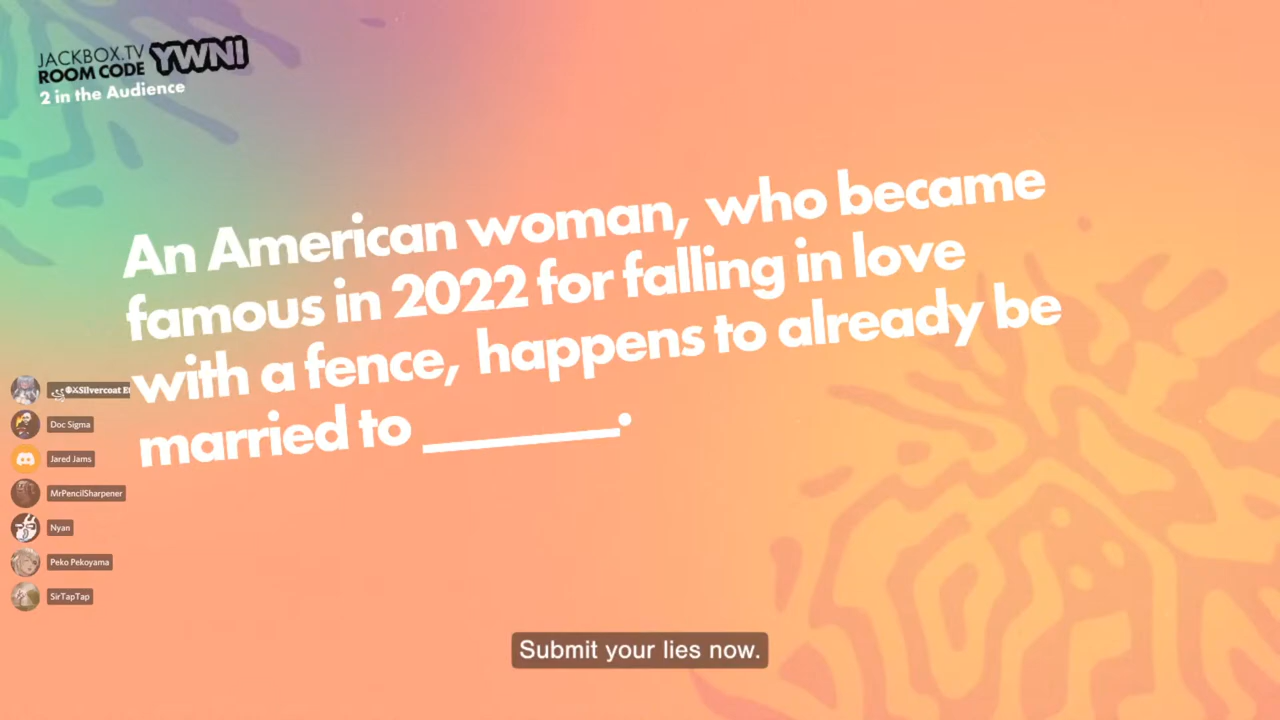 JACKBOX.TV
ROOM CODE YWNI
2 in the Audience
An American woman, who became
famous in 2022 for falling in love
with a fence, happens to already be
married to ________.
Silvercoat
Doc Sigma
Jared Jams
MrPencilSharpener
Nyan
Peko Pekoyama
SirTapTap
Submit your lies now.